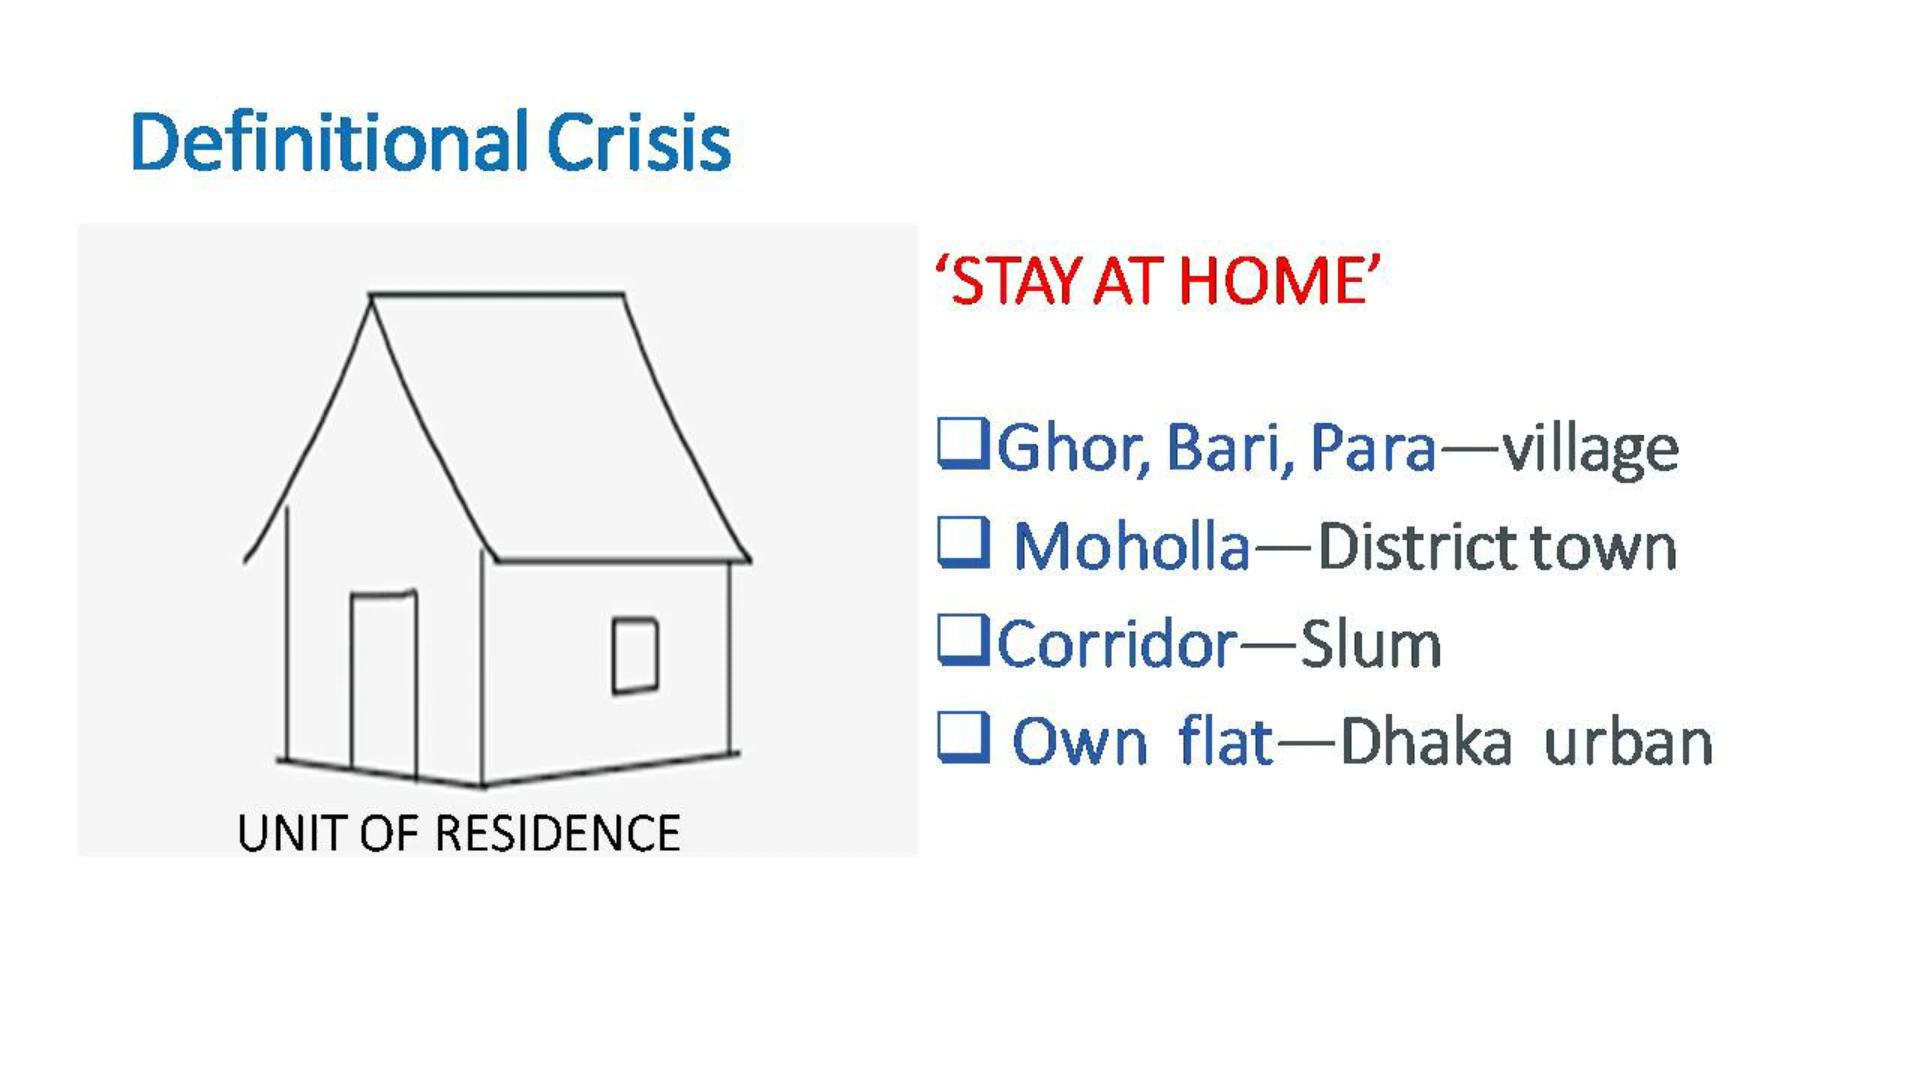 Definitional Crisis
‘STAY AT HOME’
❑Ghor, Bari, Para—village
❑ Moholla—District town
❑Corridor—Slum
❑ Own flat—Dhaka urban
UNIT OF RESIDENCE